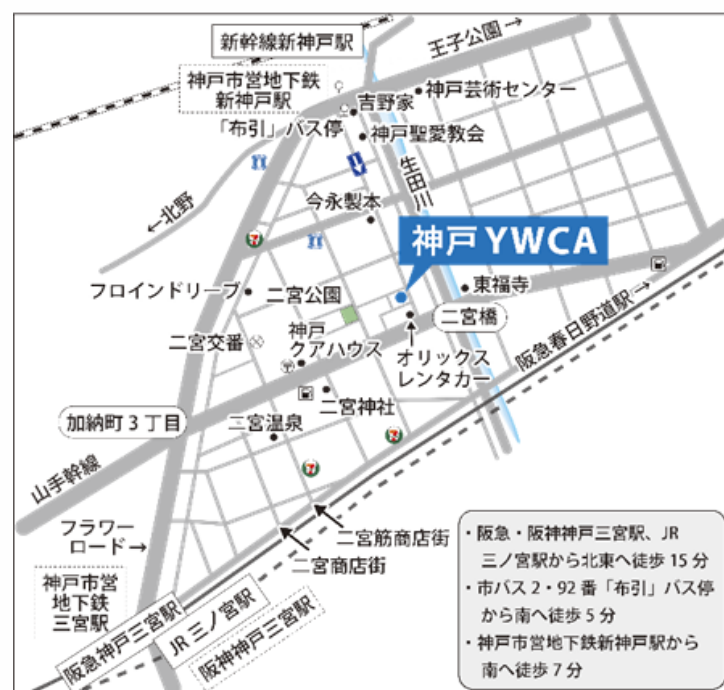 新幹線新神戸駅
王子公園→
神戸市営地下鉄
新神戸駅
神戸芸術センター
吉野家
「布引」バス停
神戸聖愛教会
生田川
←北野
今永製本
神戸 YWCA
フロインドリーブ
二宮公園
東福寺
二宮橋
二宮交番
神戸
クアハウス
オリックス
レンタカー
阪急春日野道駅→
二宮神社
加納町3丁目
二宮温泉
山手幹線
フラワー
ロード→
二宮筋商店街
二宮商店街
神戸市営
地下鉄
三宮駅
阪急神戸三宮駅
JR 三ノ宮駅
阪神神戸三宮駅
・阪急・阪神神戸三宮駅、JR
三ノ宮駅から北東へ徒歩 15 分
・市バス 2・92 番「布引」バス停
から南へ徒歩 5 分
・神戸市営地下鉄新神戸駅から
南へ徒歩 7 分